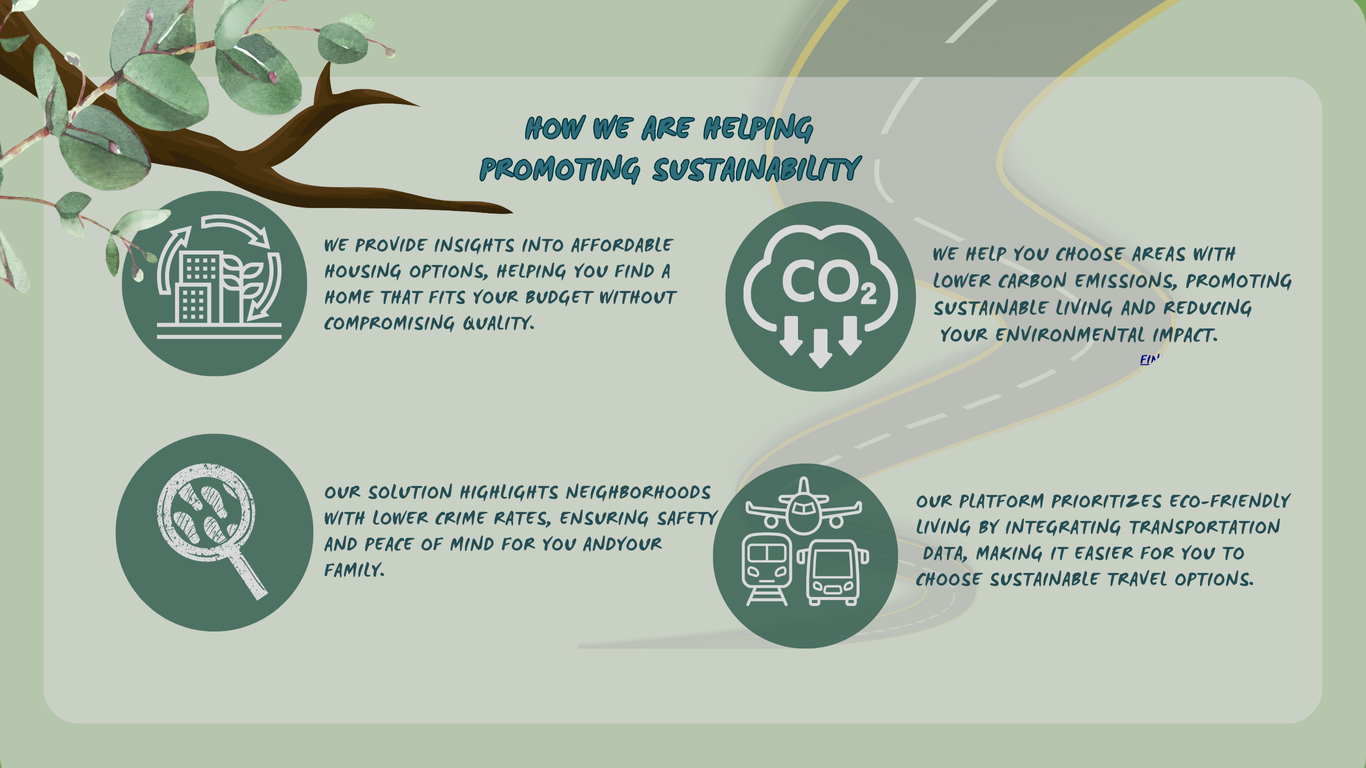 HOW WE ARE HELPING
PROMOTING SUSTAINABILITY
WE PROVIDE INSIGHTS INTO AFFORDABLE
HOUSING OPTIONS, HELPING YOU FIND A
HOME THAT FITS YOUR BUDGET WITHOUT
COMPROMISING QUALITY.
CO2
WE HELP YOU CHOOSE AREAS WITH
LOWER CARBON EMISSIONS, PROMOTING
SUSTAINABLE LIVING AND REDUCING
YOUR ENVIRONMENTAL IMPACT.
OUR SOLUTION HIGHLIGHTS NEIGHBORHOODS
WITH LOWER CRIME RATES, ENSURING SAFETY
AND PEACE OF MIND FOR YOU ANDYOUR
FAMILY.
OUR PLATFORM PRIORITIZES ECO-FRIENDLY
LIVING BY INTEGRATING TRANSPORTATION
DATA, MAKING IT EASIER FOR YOU TO
CHOOSE SUSTAINABLE TRAVEL OPTIONS.